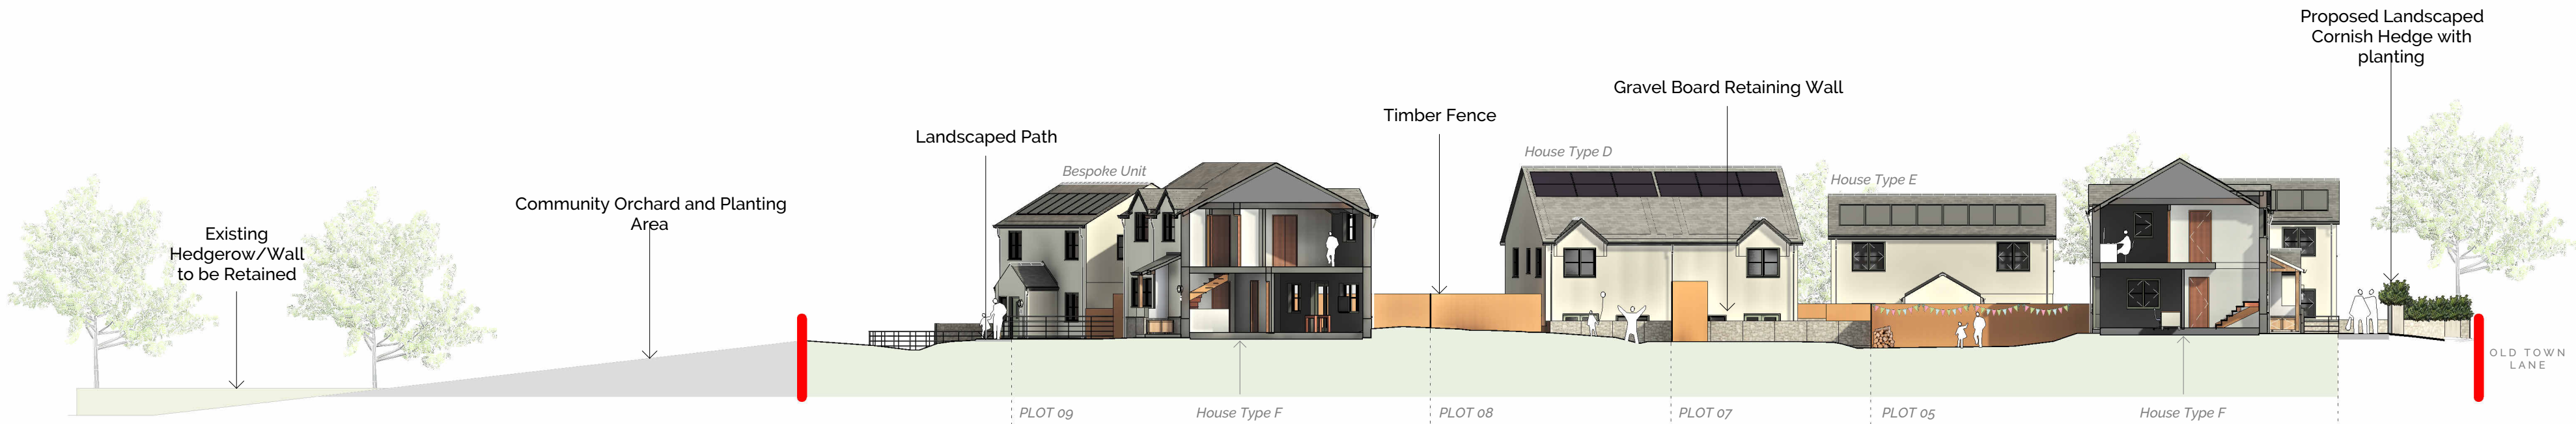 Existing
Hedgerow/Wall
to be Retained
Community Orchard and Planting
Area
Landscaped Path
Bespoke Unit
Timber Fence
House Type D
Gravel Board Retaining Wall
House Type E
Proposed Landscaped
Cornish Hedge with
planting
OLD TOWN
LANE
PLOT 09
House Type F
PLOT 08
PLOT 07
PLOT 05
House Type F